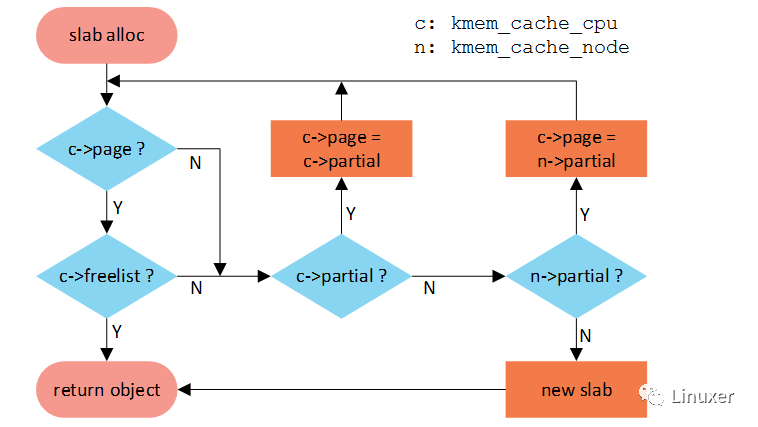 slab alloc
c: kmem_cache_cpu
n: kmem_cache_node
c->page ?
N
Y
c->page =
c->partial
c->page =
n->partial
Y
Y
c->freelist ?
N
c->partial ?
N
n->partial ?
Y
N
return object
new slab
Linuxer